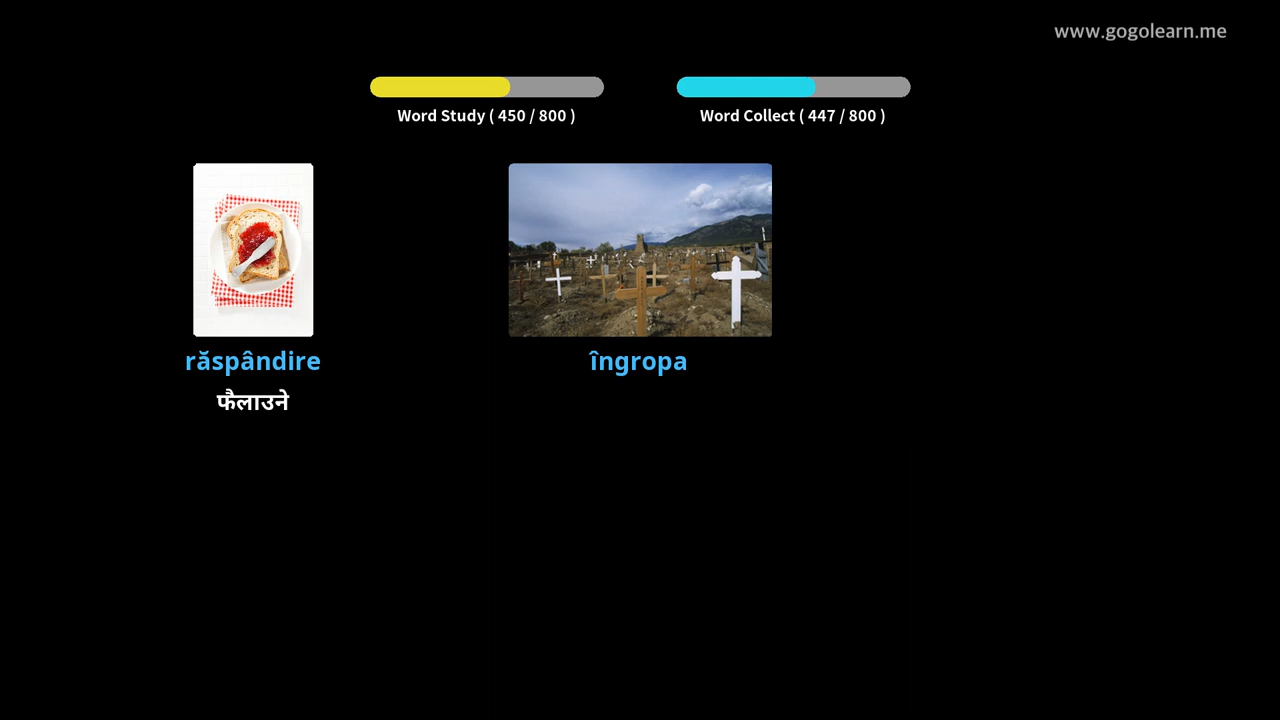 www.gogolearn.me
Word Study ( 450 / 800 )
Word Collect ( 447 / 800 )
răspândire
îngropa
फैलाउने